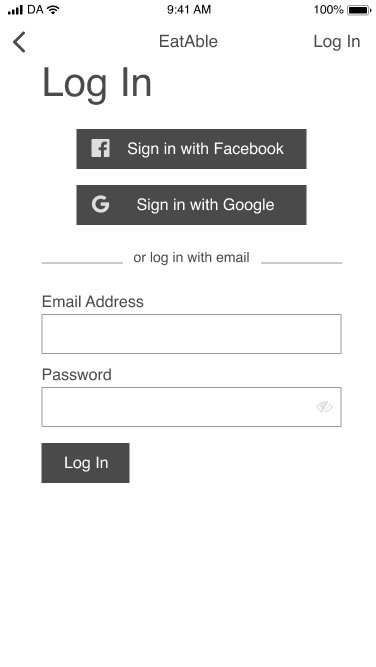 DA 9:41 AM 100%
EatAble Log In
Log In
Sign in with Facebook
Sign in with Google
or log in with email
Email Address
Password
Log In